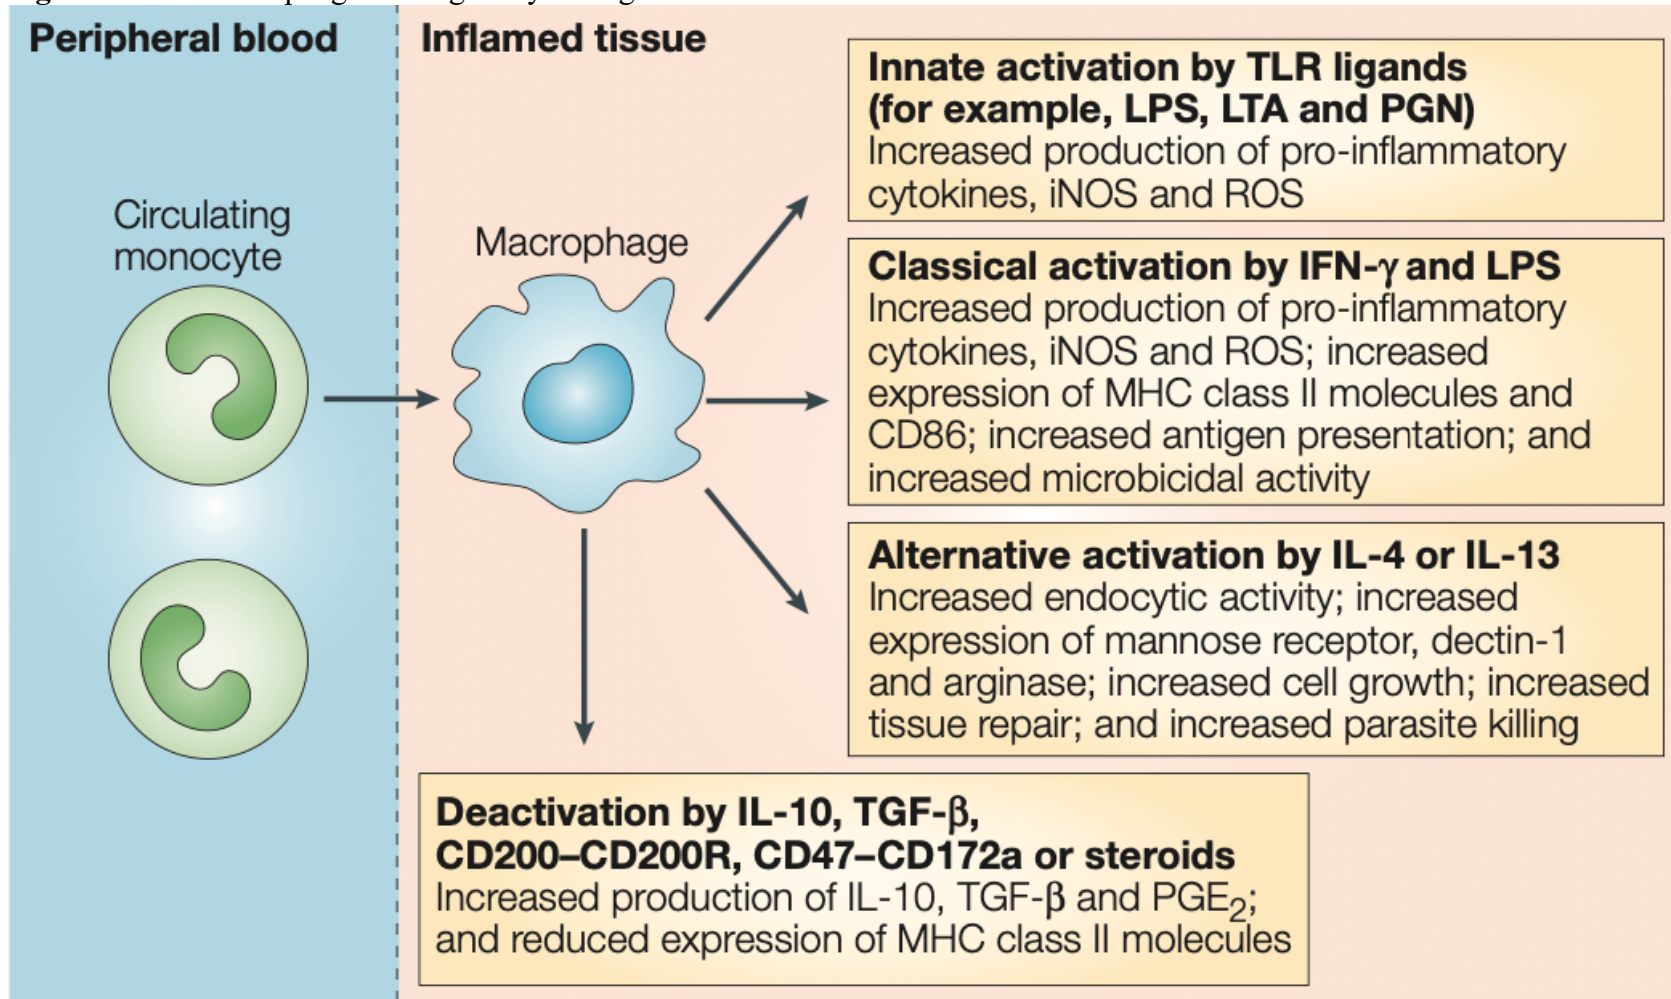 Peripheral blood
Inflamed tissue
Circulating
monocyte
Macrophage
Innate activation by TLR ligands
(for example, LPS, LTA and PGN)
Increased production of pro-inflammatory
cytokines, iNOS and ROS
Classical activation by IFN-γ and LPS
Increased production of pro-inflammatory
cytokines, iNOS and ROS; increased
expression of MHC class II molecules and
CD86; increased antigen presentation; and
increased microbicidal activity
Alternative activation by IL-4 or IL-13
Increased endocytic activity; increased
expression of mannose receptor, dectin-1
and arginase; increased cell growth; increased
tissue repair; and increased parasite killing
Deactivation by IL-10, TGF-β,
CD200–CD200R, CD47–CD172a or steroids
Increased production of IL-10, TGF-β and PGE₂;
and reduced expression of MHC class II molecules